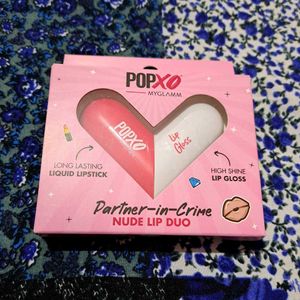 POPXO
MYGLAMM
POPXO
Lip
Gloss
LONG LASTING
LIQUID LIPSTICK
HIGH SHINE
LIP GLOSS
Partner-in-Crime
NUDE LIP DUO